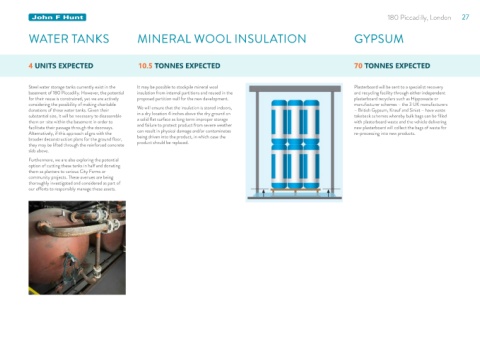 John F Hunt
180 Piccadilly, London 27
WATER TANKS
4 UNITS EXPECTED
Steel water storage tanks currently exist in the
basement of 180 Piccadilly. However, the potential
for their reuse is constrained, yet we are actively
considering the possibility of making charitable
donations of these water tanks. Given their
substantial size, it will be necessary to disassemble
them on-site within the basement in order to
facilitate their passage through the doorways.
Alternatively, if this approach aligns with the
broader deconstruction plans for the ground floor,
they may be lifted through the reinforced concrete
slab above.
Furthermore, we are also exploring the potential
option of cutting these tanks in half and donating
them as planters to various City Farms or
community projects. These avenues are being
thoroughly investigated and considered as part of
our efforts to responsibly manage these assets.
MINERAL WOOL INSULATION
10.5 TONNES EXPECTED
It may be possible to stockpile mineral wool
insulation from internal partitions and reused in the
proposed partition wall for the new development.
We will ensure that the insulation is stored indoors,
in a dry location 6 inches above the dry ground on
a solid flat surface as long-term improper storage
and failure to protect product from severe weather
can result in physical damage and/or contamination
being driven into the product, in which case the
product should be replaced.
GYPSUM
70 TONNES EXPECTED
Plasterboard will be sent to a specialist recovery
and recycling facility through either independent
plasterboard recyclers such as Hippowaste or
manufacturer schemes – the 3 UK manufacturers
– British Gypsum, Knauf and Siniat – have some
takeback schemes whereby bulk bags can be filled
with plasterboard waste and the vehicle delivering
new plasterboard will collect the bags of waste for
re-processing into new products.